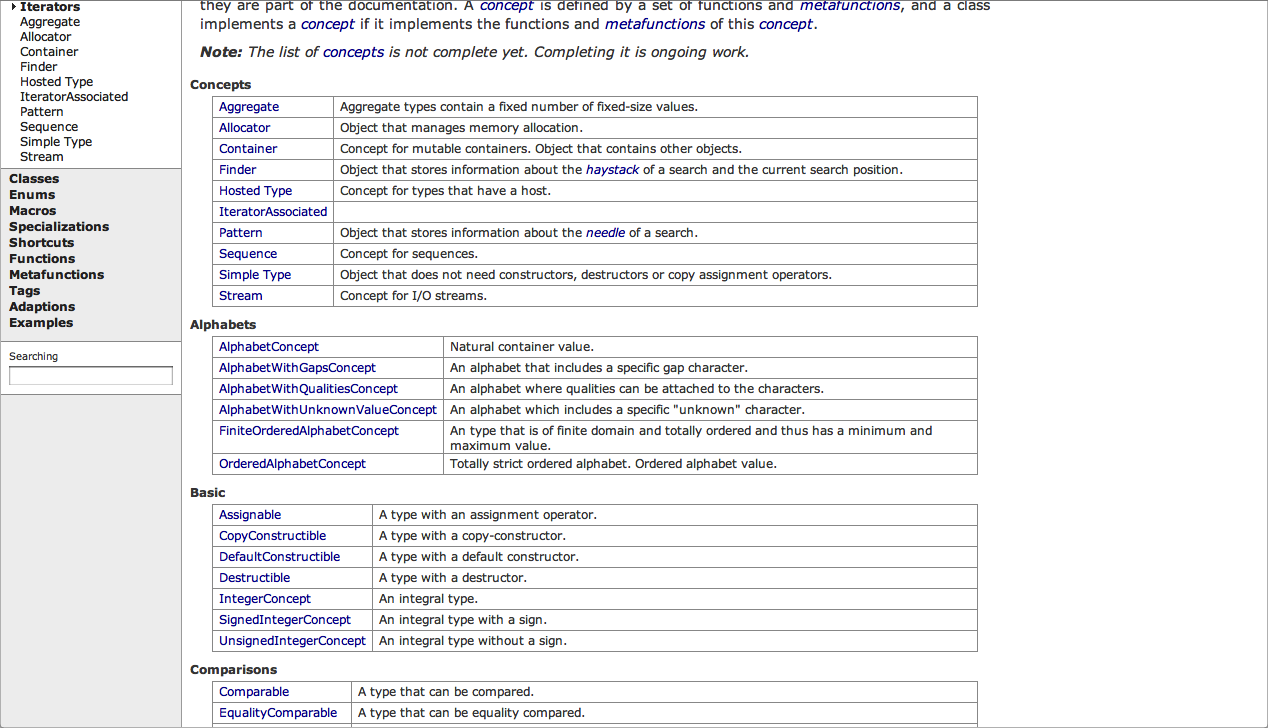 Iterators
Aggregate
Allocator
Container
Finder
Hosted Type
IteratorAssociated
Pattern
Sequence
Simple Type
Stream
Classes
Enums
Macros
Specializations
Shortcuts
Functions
Metafunctions
Tags
Adaptions
Examples
Searching
they are part of the documentation. A concept is defined by a set of functions and metafunctions, and a class
implements a concept if it implements the functions and metafunctions of this concept.
Note: The list of concepts is not complete yet. Completing it is ongoing work.
Concepts
Aggregate Aggregate types contain a fixed number of fixed-size values.
Allocator Object that manages memory allocation.
Container Concept for mutable containers. Object that contains other objects.
Finder Object that stores information about the haystack of a search and the current search position.
Hosted Type Concept for types that have a host.
IteratorAssociated
Pattern Object that stores information about the needle of a search.
Sequence Concept for sequences.
Simple Type Object that does not need constructors, destructors or copy assignment operators.
Stream Concept for I/O streams.
Alphabets
AlphabetConcept Natural container value.
AlphabetWithGapsConcept An alphabet that includes a specific gap character.
AlphabetWithQualitiesConcept An alphabet where qualities can be attached to the characters.
AlphabetWithUnknownValueConcept An alphabet which includes a specific "unknown" character.
FiniteOrderedAlphabetConcept An type that is of finite domain and totally ordered and thus has a minimum and
maximum value.
OrderedAlphabetConcept Totally strict ordered alphabet. Ordered alphabet value.
Basic
Assignable A type with an assignment operator.
CopyConstructible A type with a copy-constructor.
DefaultConstructible A type with a default constructor.
Destructible A type with a destructor.
IntegerConcept An integral type.
SignedIntegerConcept An integral type with a sign.
UnsignedIntegerConcept An integral type without a sign.
Comparisons
Comparable A type that can be compared.
EqualityComparable A type that can be equality compared.